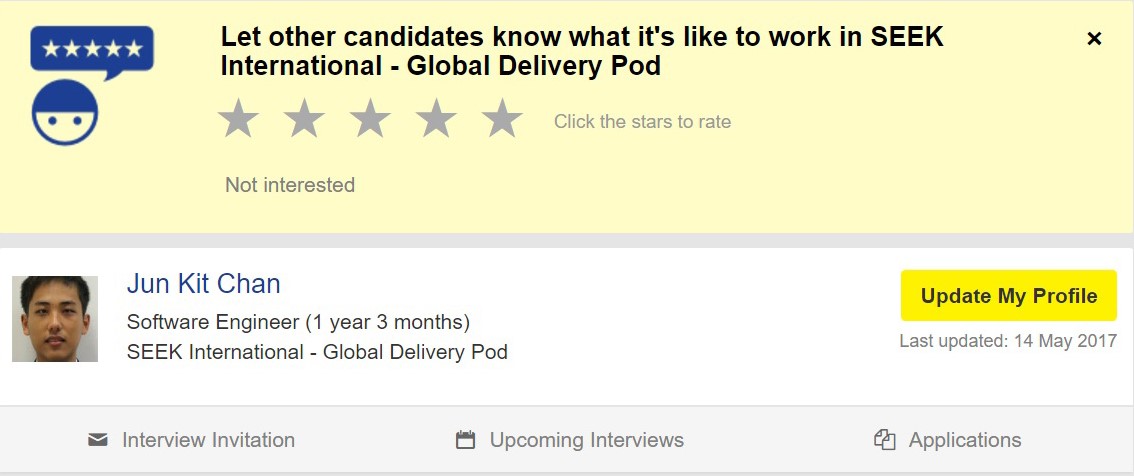 Let other candidates know what it's like to work in SEEK
International - Global Delivery Pod
Click the stars to rate
Not interested
Jun Kit Chan
Software Engineer (1 year 3 months)
SEEK International - Global Delivery Pod
Update My Profile
Last updated: 14 May 2017
Interview Invitation
Upcoming Interviews
Applications